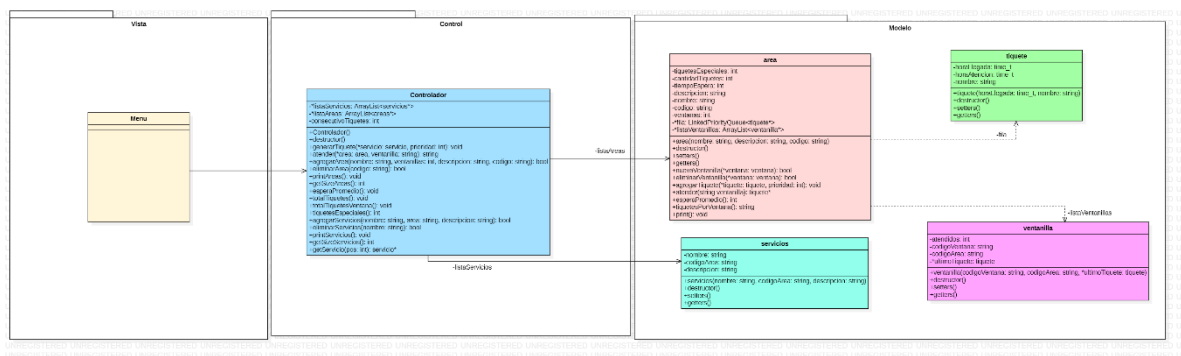 Vista
Control
Modelo
Menu
Controlador
-*listaServicios: ArrayList<servicios*>
-*listaAreas: ArrayList<areas*>
-consecutivoTiquetes: int
+Controlador()
+destructor()
+generarTiquete(*servicio: servicio, prioridad: int): void
+atender(*area: area, ventanilla: string): string
+agregarArea(nombre: string, ventanillas: int, descripcion: string, codigo: string): bool
+eliminarArea(codigo: string): bool
+printAreas(): void
+getSizeAreas(): int
+esperaPromedio(): void
+totalTiquetes(): void
+totalTiquetesVentana(): void
+tiquetesEspeciales(): int
+agregarServicios(nombre: string, area: string, descripcion: string): bool
+eliminarServicio(nombre: string): bool
+printServicios(): void
+getSizeServicios(): int
+getServicio(pos: int): servicio*
-listaAreas
-listaServicios
area
-tiquetesEspeciales: int
-cantidadTiquetes: int
-tiempoEspera: int
-descripcion: string
-nombre: string
-codigo: string
-ventanas: int
-*fila: LinkedPriorityQueue<tiquete*>
-*listaVentanillas: ArrayList<ventanilla*>
+area(nombre: string, descripcion: string, codigo: string)
+destructor()
+setters()
+getters()
+nuevoVentanilla(*ventana: ventana): bool
+eliminarVentanilla(*ventana: ventana): bool
+agregarTiquete(*tiquete: tiquete, prioridad: int): void
+atender(string ventanilla): tiquete*
+esperaPromedio(): int
+tiquetesPorVentana(): string
+print(): void
tiquete
-horaLlegada: time_t
-horaAtencion: time_t
-nombre: string
+tiquete(horaLlegada: time_t, nombre: string)
+destructor()
+setters()
+getters()
-fila
-listaVentanillas
servicios
-nombre: string
-codigoArea: string
-descripcion: string
+servicios(nombre: string, codigoArea: string, descripcion: string)
+destructor()
+setters()
+getters()
ventanilla
-atendidos: int
-codigoVentana: string
-codigoArea: string
-*ultimoTiquete: tiquete
+ventanilla(codigoVentana: string, codigoArea: string, *ultimoTiquete: tiquete)
+destructor()
+setters()
+getters()